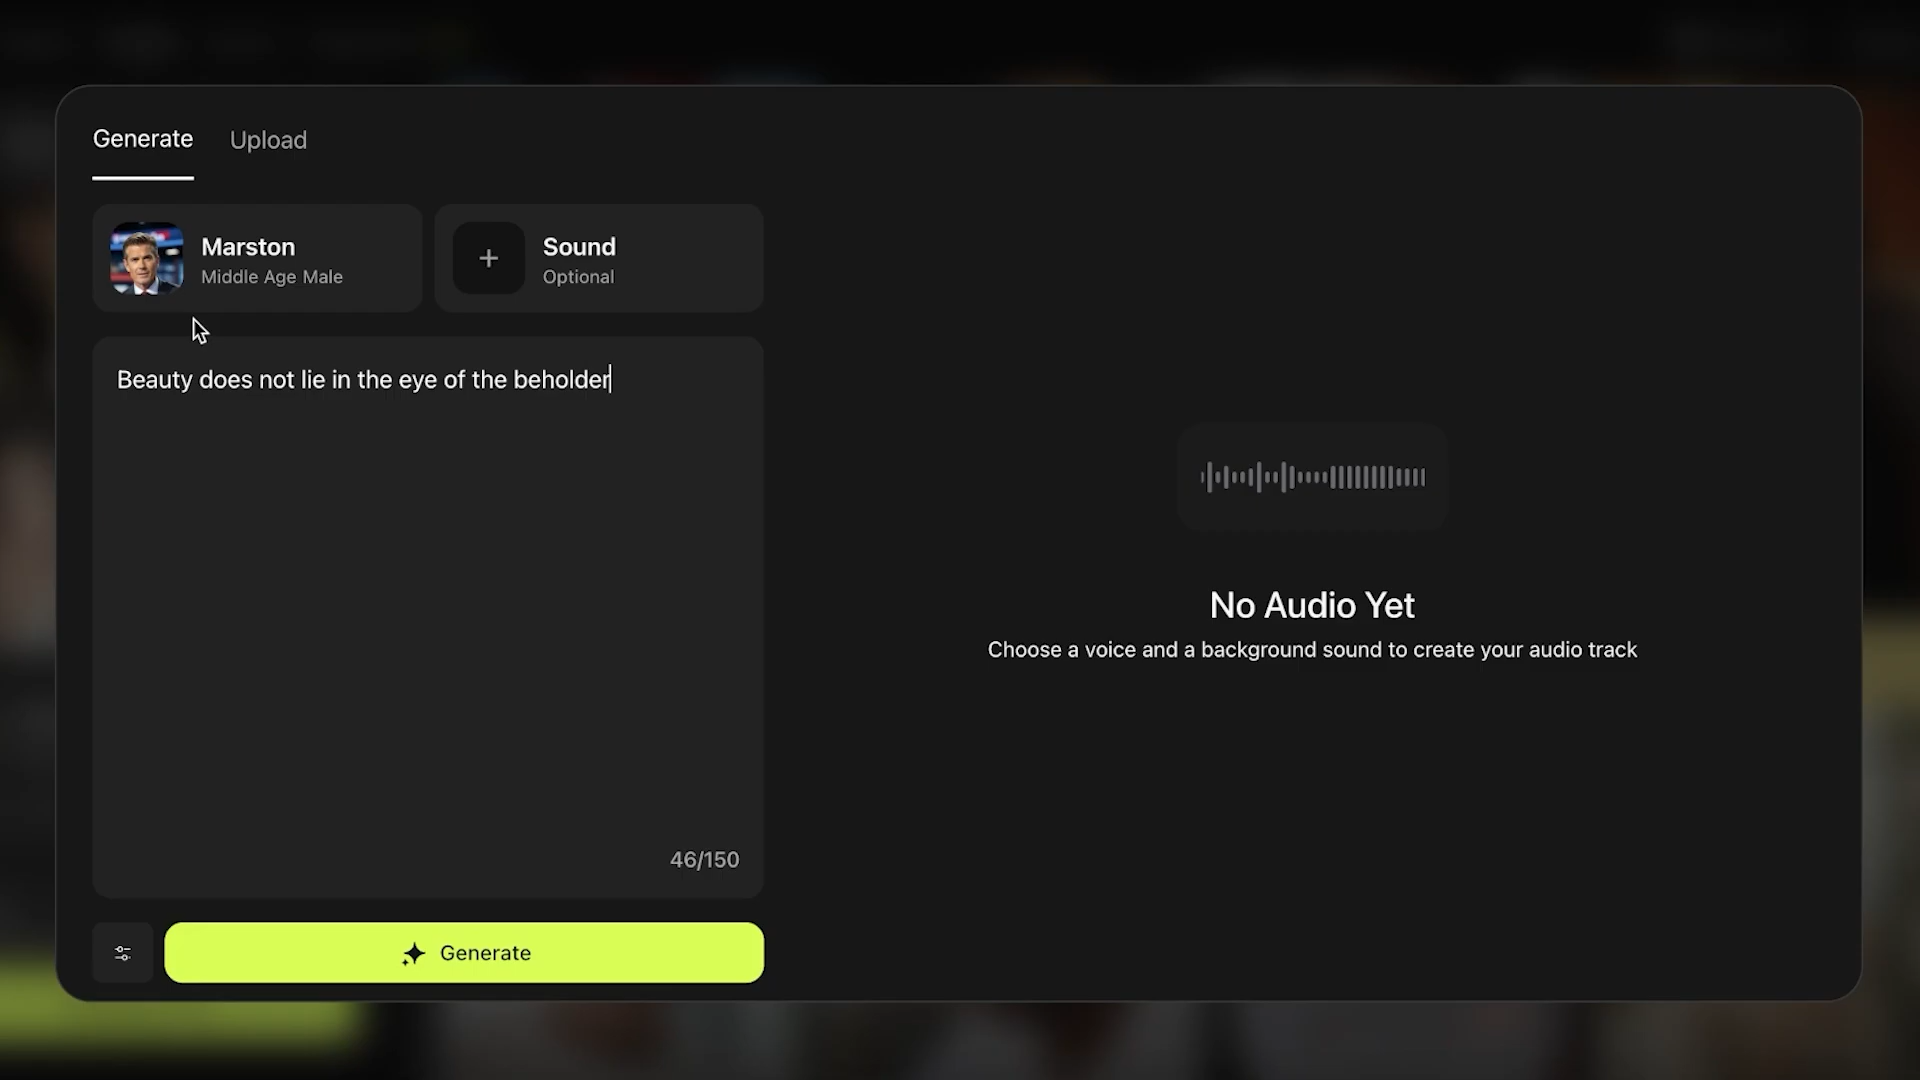 Generate
Upload
Marston
Middle Age Male
Sound
Optional
Beauty does not lie in the eye of the beholder
46/150
Generate
No Audio Yet
Choose a voice and a background sound to create your audio track